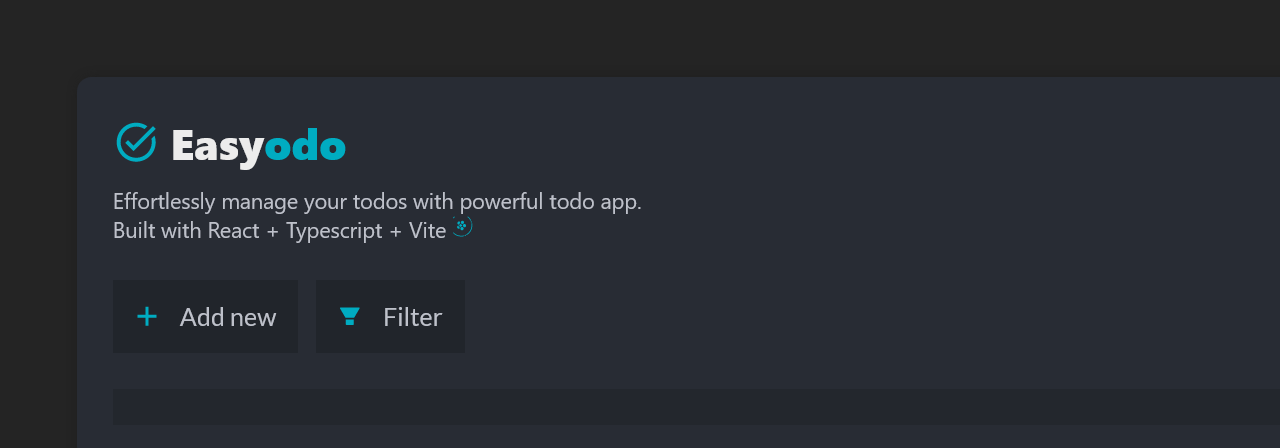 Easyodo
Effortlessly manage your todos with powerful todo app.
Built with React + Typescript + Vite
Add new
Filter